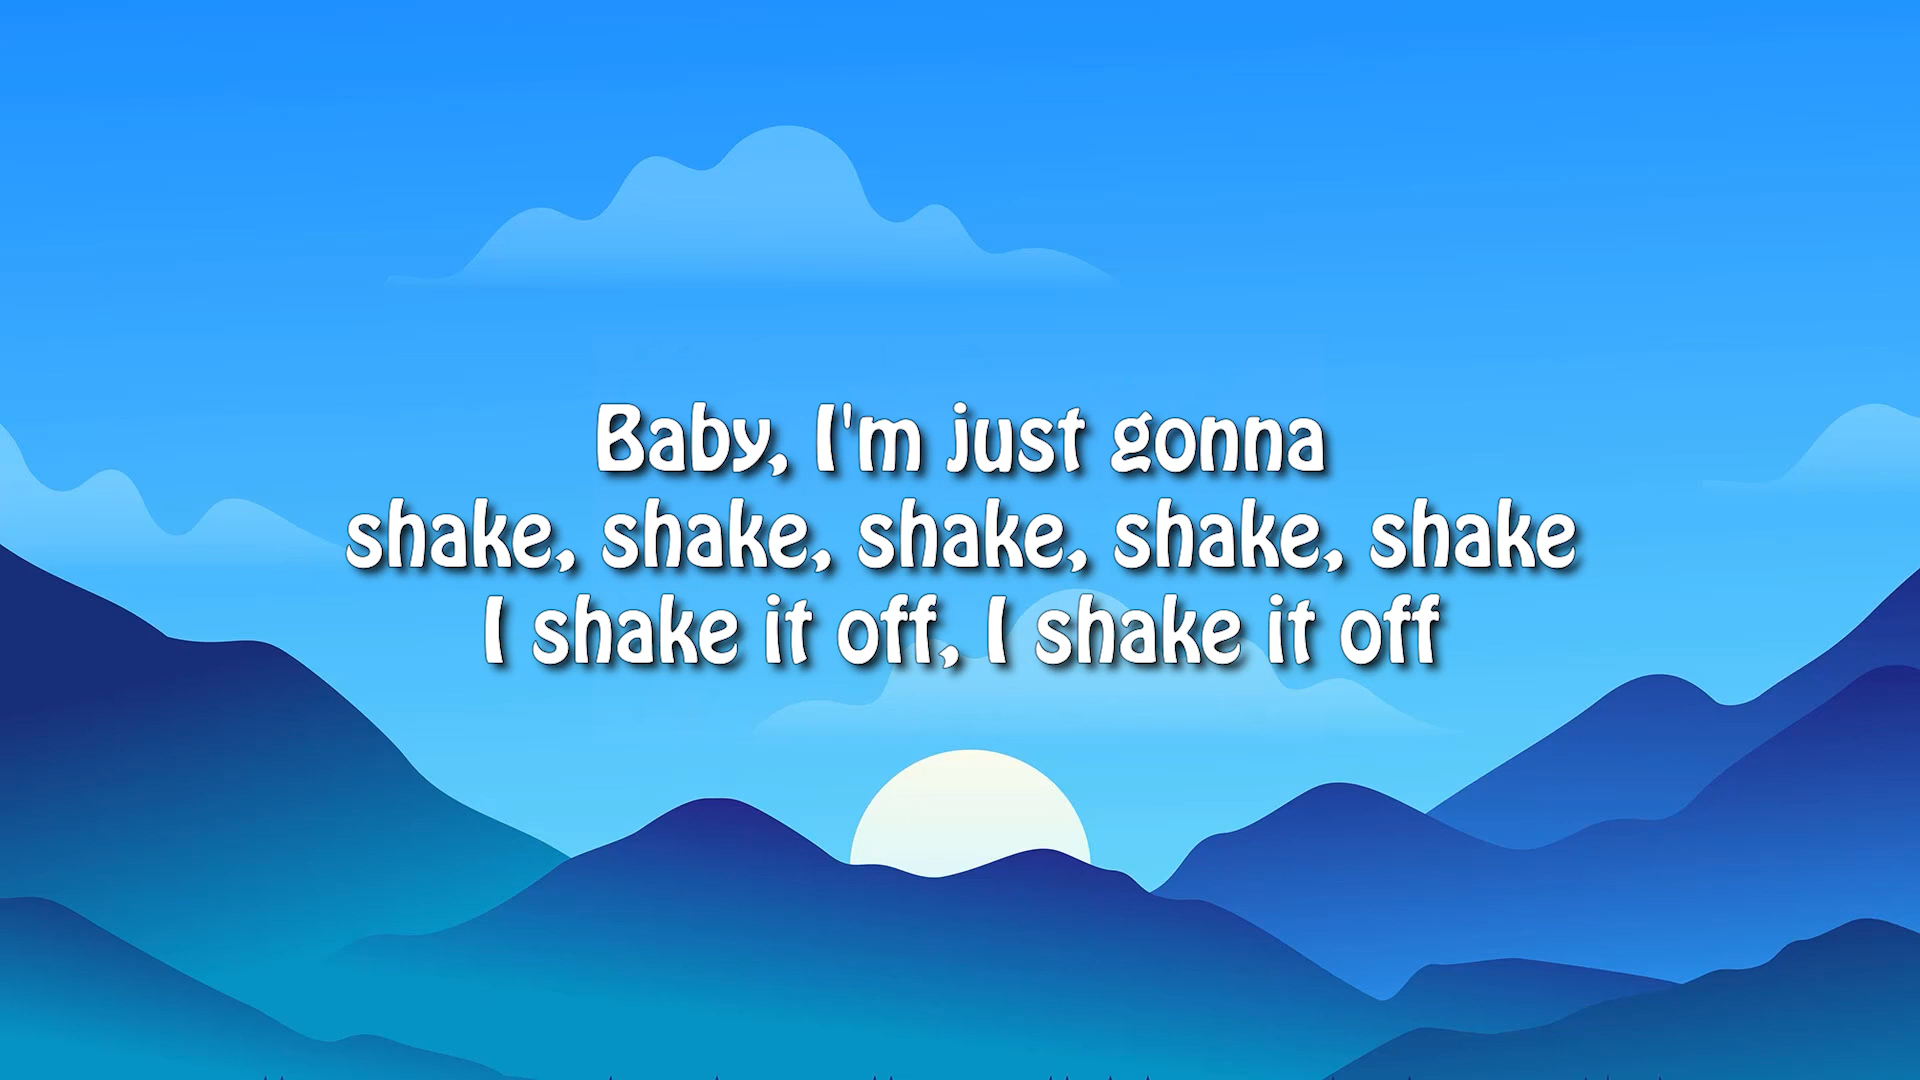 Baby, I'm just gonna
shake, shake, shake, shake, shake
I shake it off, I shake it off